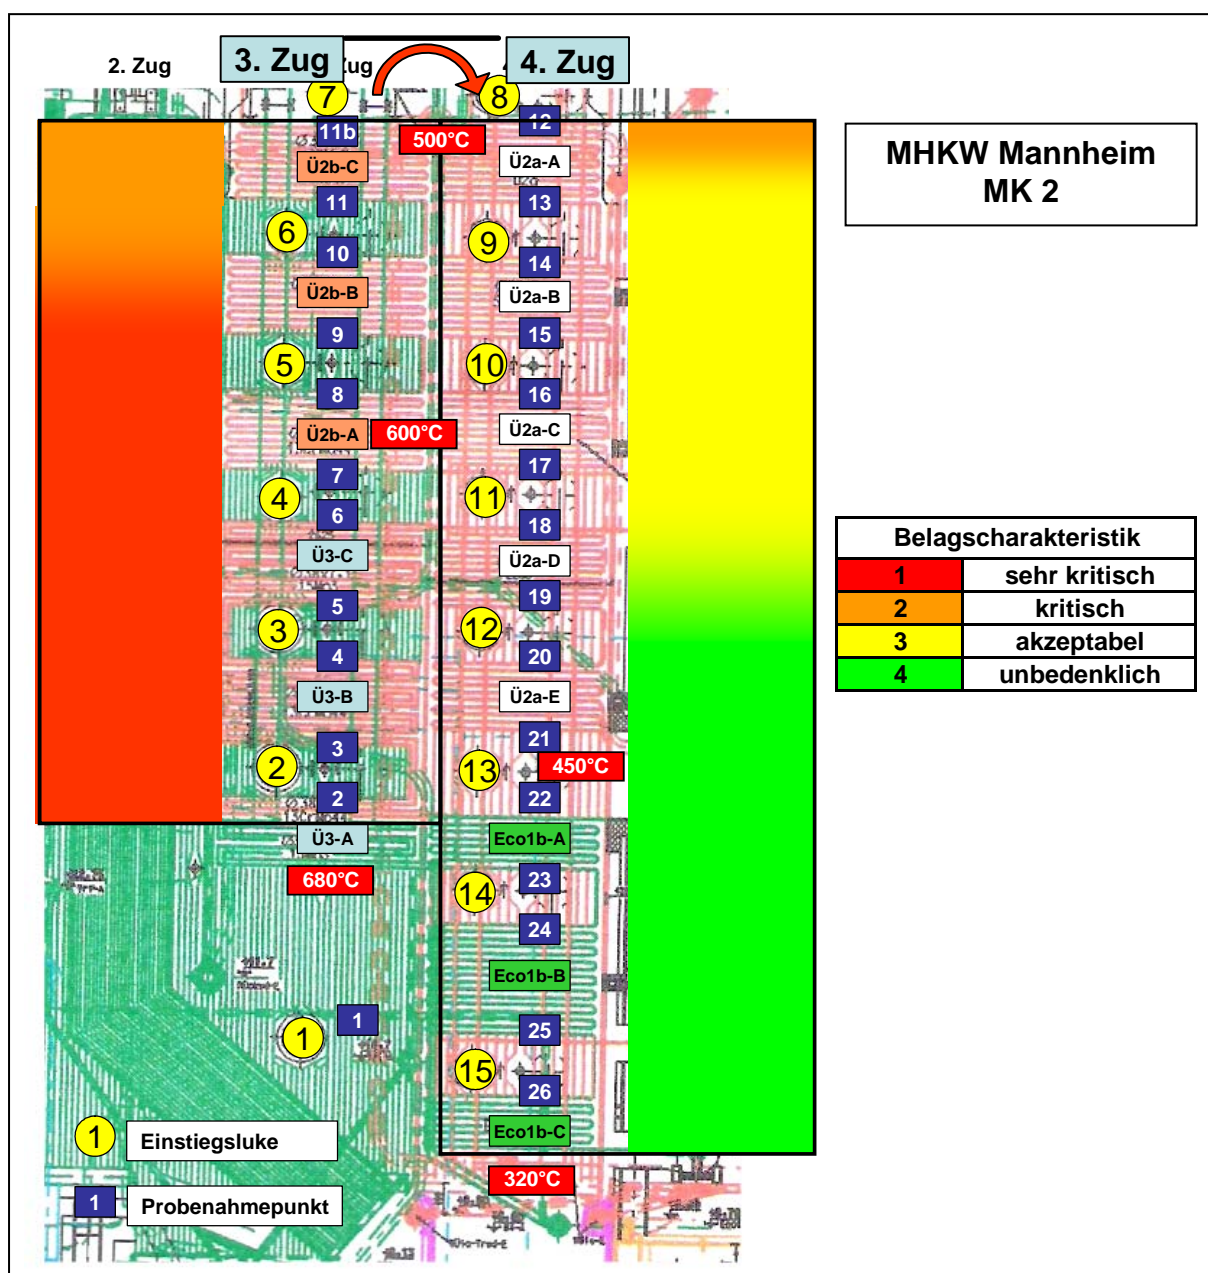 2. Zug
3. Zug
Zug
4. Zug
7
8
11b
12
500°C
Ü2b-C
Ü2a-A
11
13
6
9
10
14
Ü2b-B
Ü2a-B
9
15
5
10
8
16
Ü2b-A
600°C
Ü2a-C
7
17
4
11
6
18
Ü3-C
Ü2a-D
5
19
3
12
4
20
Ü3-B
Ü2a-E
3
21
2
13
450°C
2
22
Ü3-A
Eco1b-A
680°C
14
23
24
Eco1b-B
1
1
25
15
26
Eco1b-C
320°C
1 Einstiegsluke
1 Probenahmepunkt
MHKW Mannheim
MK 2
Belagscharakteristik
1 sehr kritisch
2 kritisch
3 akzeptabel
4 unbedenklich